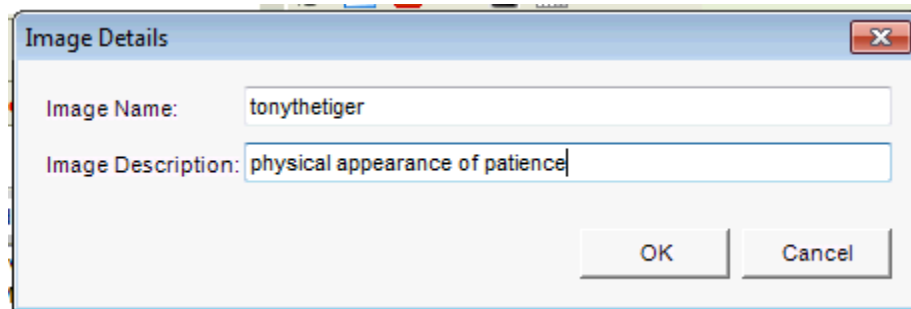 Image Details
Image Name: tonythetiger
Image Description: physical appearance of patience
OK Cancel